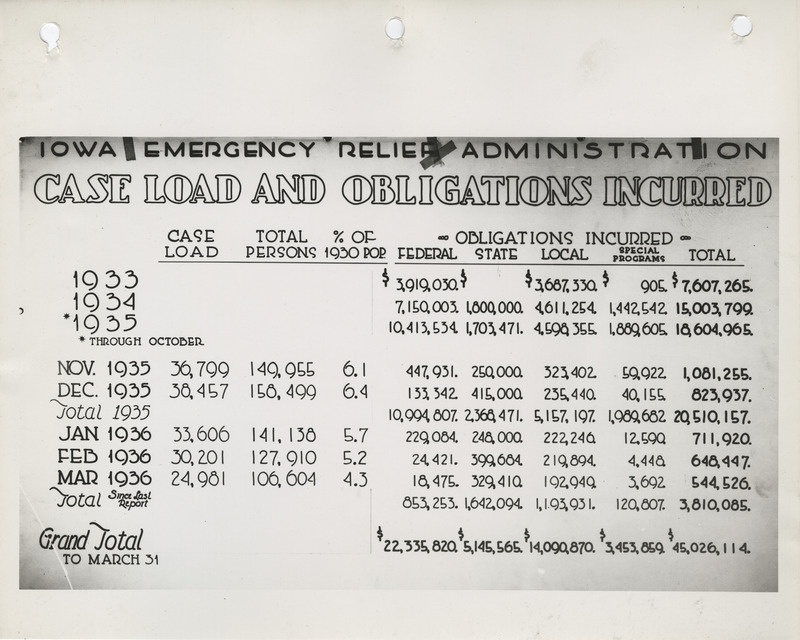 IOWA EMERGENCY RELIEF ADMINISTRATION
CASE LOAD AND OBLIGATIONS INCURRED
CASE LOAD TOTAL PERSONS % OF 1930 POP. OBLIGATIONS INCURRED
FEDERAL STATE LOCAL SPECIAL PROGRAMS TOTAL
1933 $3,919,030. $ $3,687,330. $905. $7,607,265.
1934 7,150,003. 1,800,000. 4,611,254. 1,442,542. 15,003,799.
*1935 10,413,534. 1,703,471. 4,598,355. 1,889,605. 18,604,965.
* THROUGH OCTOBER
NOV. 1935 36,799 149,955 6.1 447,931. 250,000. 323,402. 59,922. 1,081,255.
DEC. 1935 38,457 158,499 6.4 133,342. 415,000. 235,440. 40,155. 823,937.
Total 1935 10,994,807. 2,368,471. 5,157,197. 1,989,682 20,510,157.
JAN 1936 33,606 141,138 5.7 229,084. 248,000. 222,246. 12,590. 711,920.
FEB 1936 30,201 127,910 5.2 24,421. 399,684. 219,894. 4,448. 648,447.
MAR 1936 24,981 106,604 4.3 18,475. 329,410. 192,949. 3,692 544,526.
Total Since Last Report 853,253. 1,642,094. 1,193,931. 120,807. 3,810,085.
Grand Total $22,335,820. $5,145,565. $14,090,870. $3,453,859. $45,026,114.
TO MARCH 31